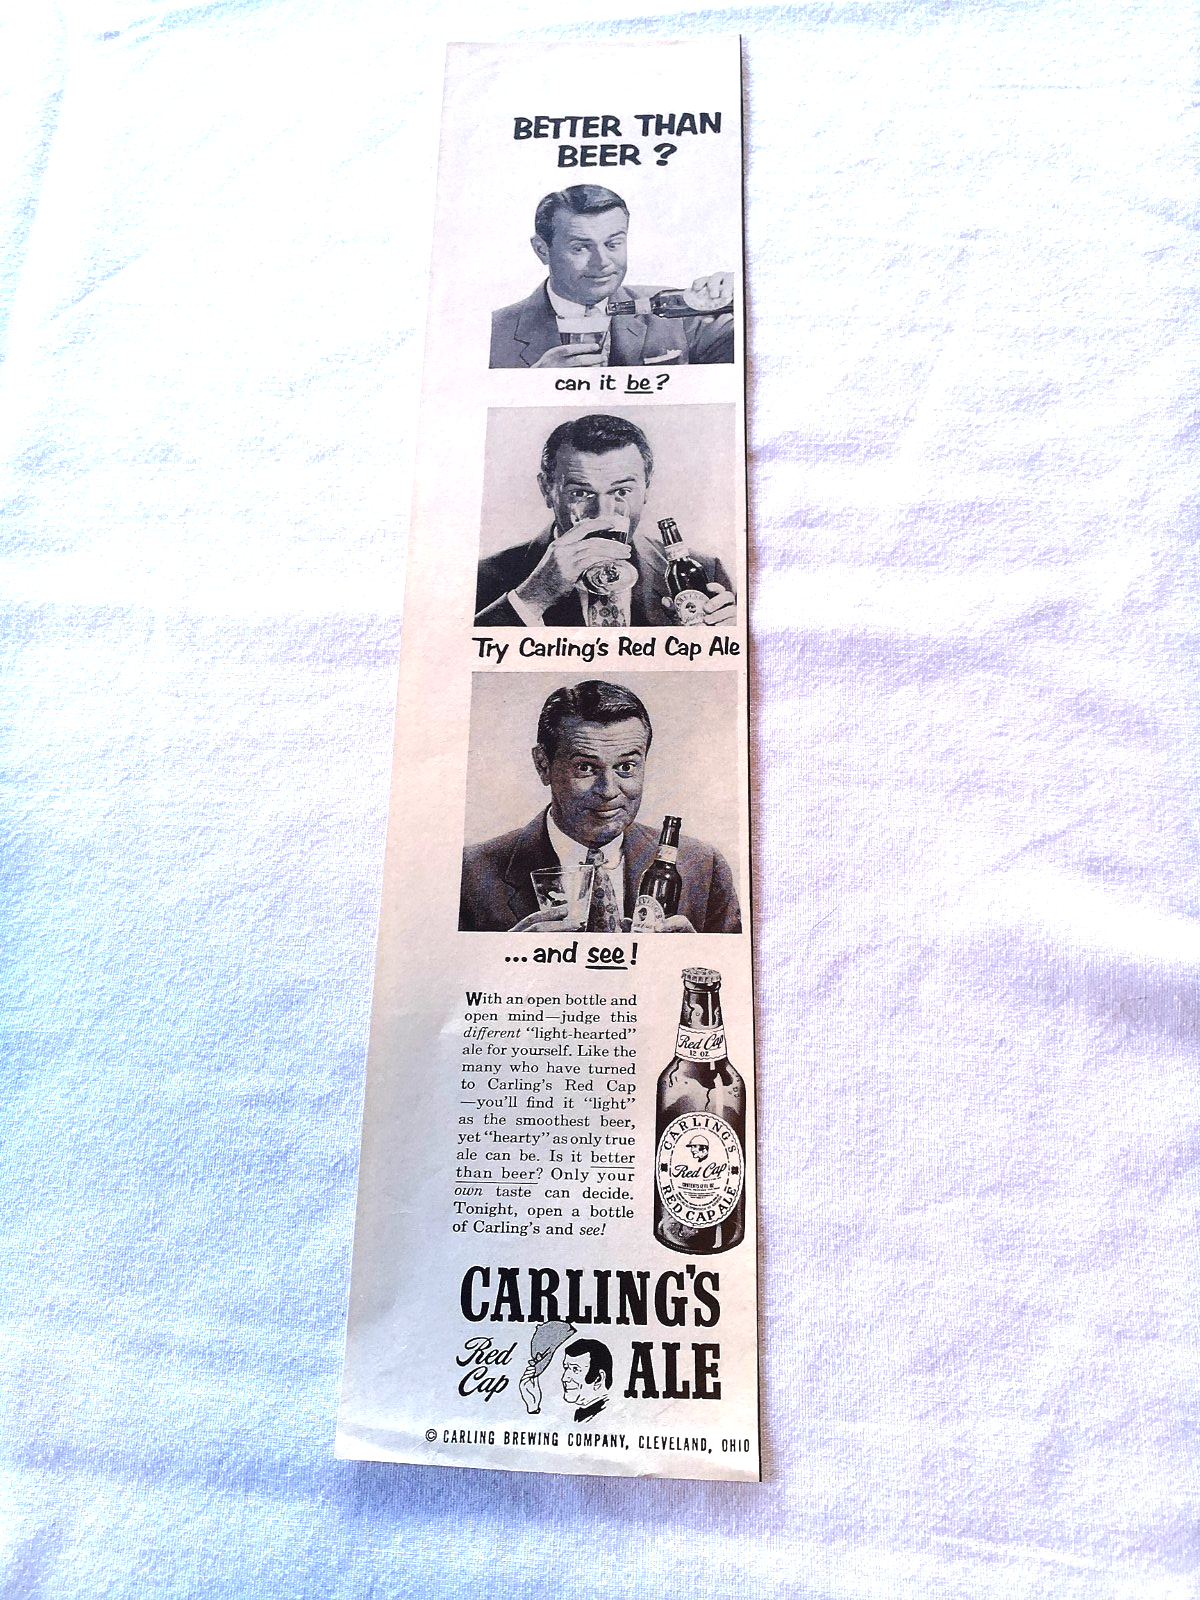 BETTER THAN
BEER ?
can it be?
Try Carling's Red Cap Ale
...and see!
With an open bottle and
open mind—judge this
different "light-hearted"
ale for yourself. Like the
many who have turned
to Carling's Red Cap
—you'll find it "light"
as the smoothest beer,
yet "hearty" as only true
ale can be. Is it better
than beer? Only your
own taste can decide.
Tonight, open a bottle
of Carling's and see!
Red Cap
12 OZ.
CARLING'S
Red Cap
RED CAP ALE
CARLING'S
Red
Cap
ALE
© CARLING BREWING COMPANY, CLEVELAND, OHIO